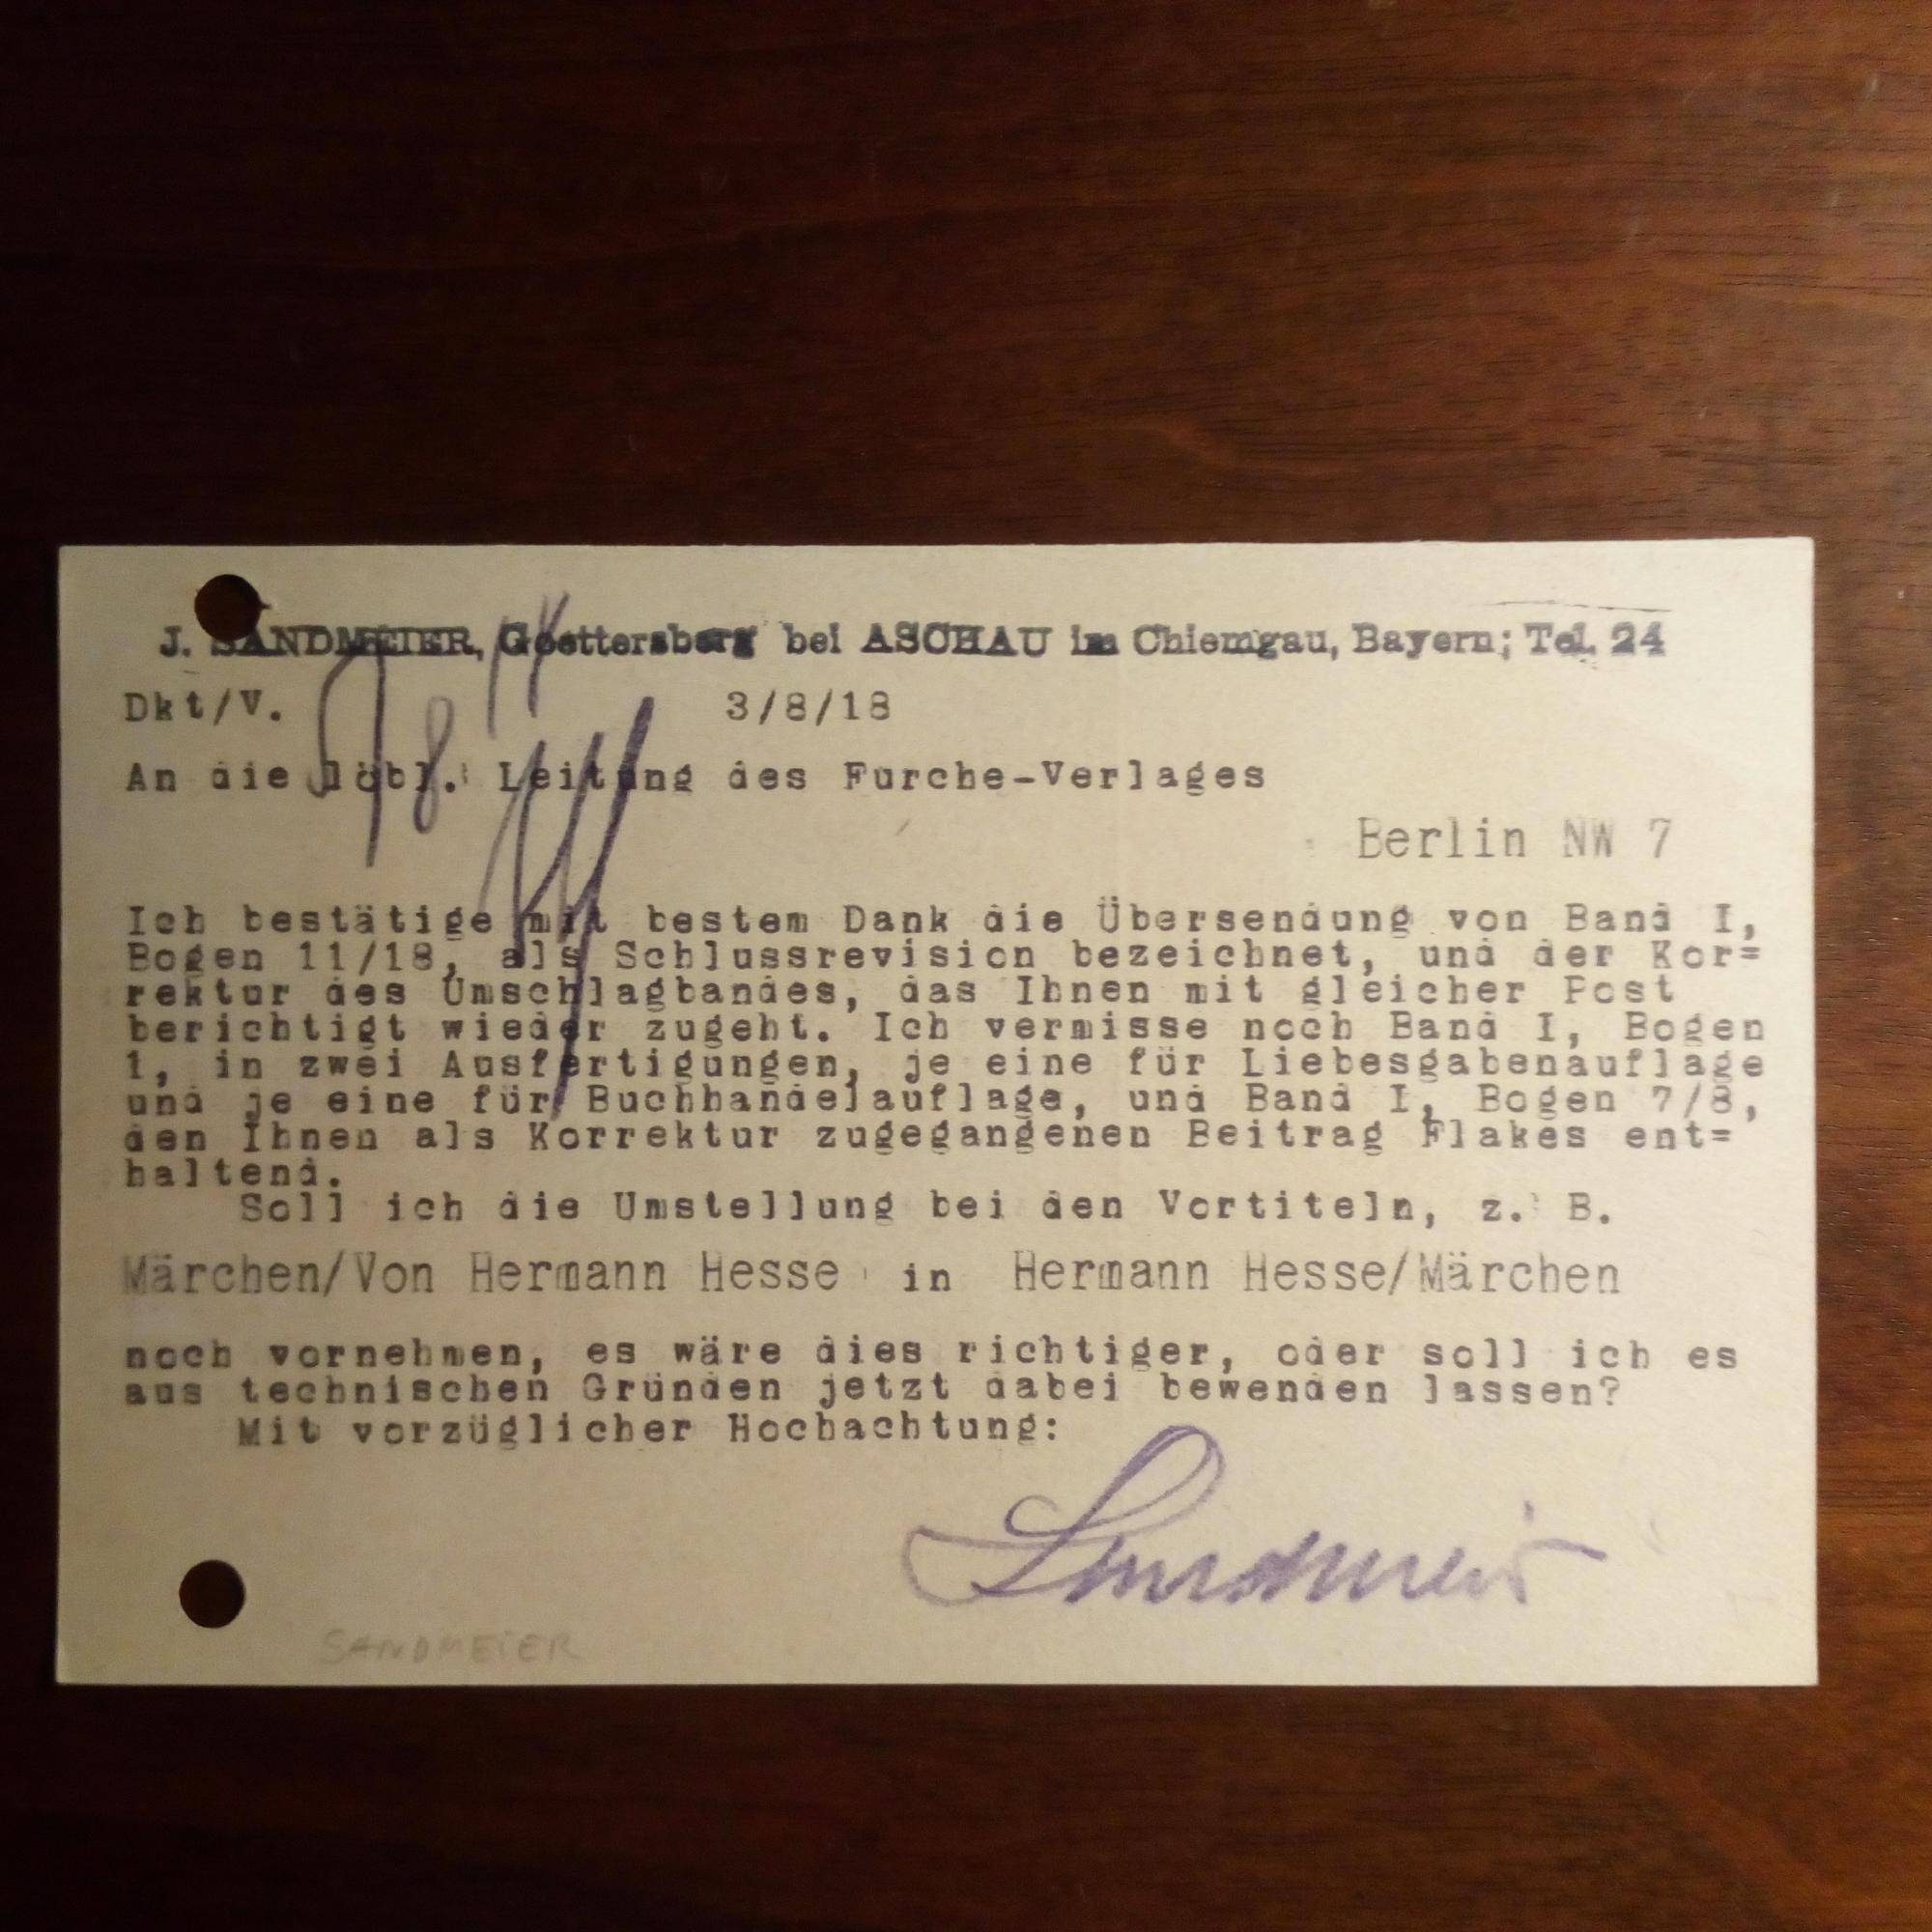 J. SANDMEIER, Goettersberg bei ASCHAU im Chiemgau, Bayern; Tel. 24
Dkt/V. 3/8/18
An die löbl. Leitung des Furche-Verlages
Berlin NW 7
Ich bestätige mit bestem Dank die Übersendung von Band I,
Bogen 11/18, als Schlussrevision bezeichnet, und der Kor=
rektur des Umschlagbandes, das Ihnen mit gleicher Post
berichtigt wieder zugeht. Ich vermisse noch Band I, Bogen
1, in zwei Ausfertigungen, je eine für Liebesgabenauflage
und je eine für Buchhandelauflage, und Band I, Bogen 7/8,
den Ihnen als Korrektur zugegangenen Beitrag Flakes ent=
haltend.
Soll ich die Umstellung bei den Vortiteln, z. B.
Märchen/Von Hermann Hesse in Hermann Hesse/Märchen
noch vornehmen, es wäre dies richtiger, oder soll ich es
aus technischen Gründen jetzt dabei bewenden lassen?
Mit vorzüglicher Hochachtung:
Sandmeier
SANDMEIER